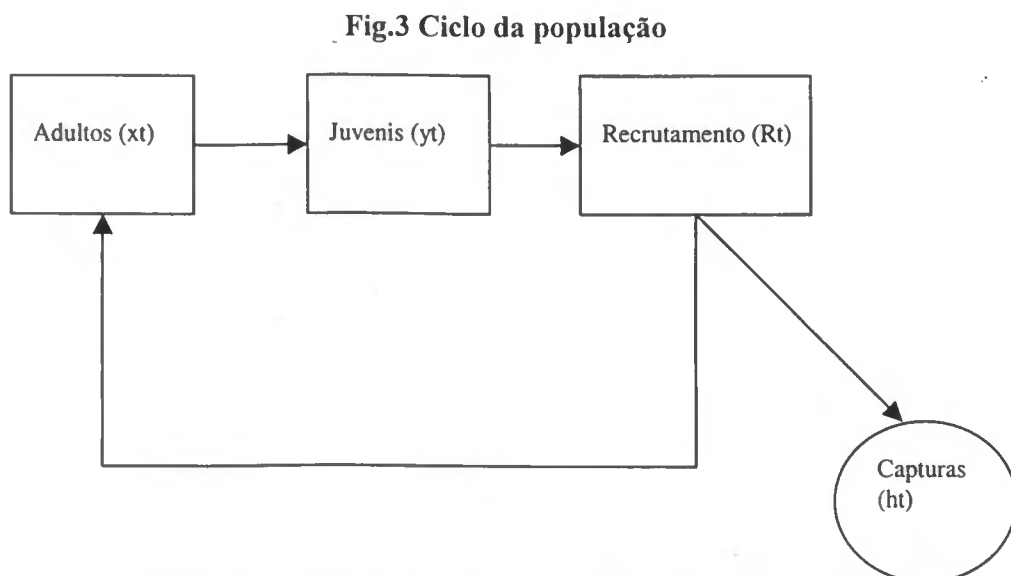 Fig.3 Ciclo da população
Adultos (xt)
Juvenis (yt)
Recrutamento (Rt)
Capturas
(ht)